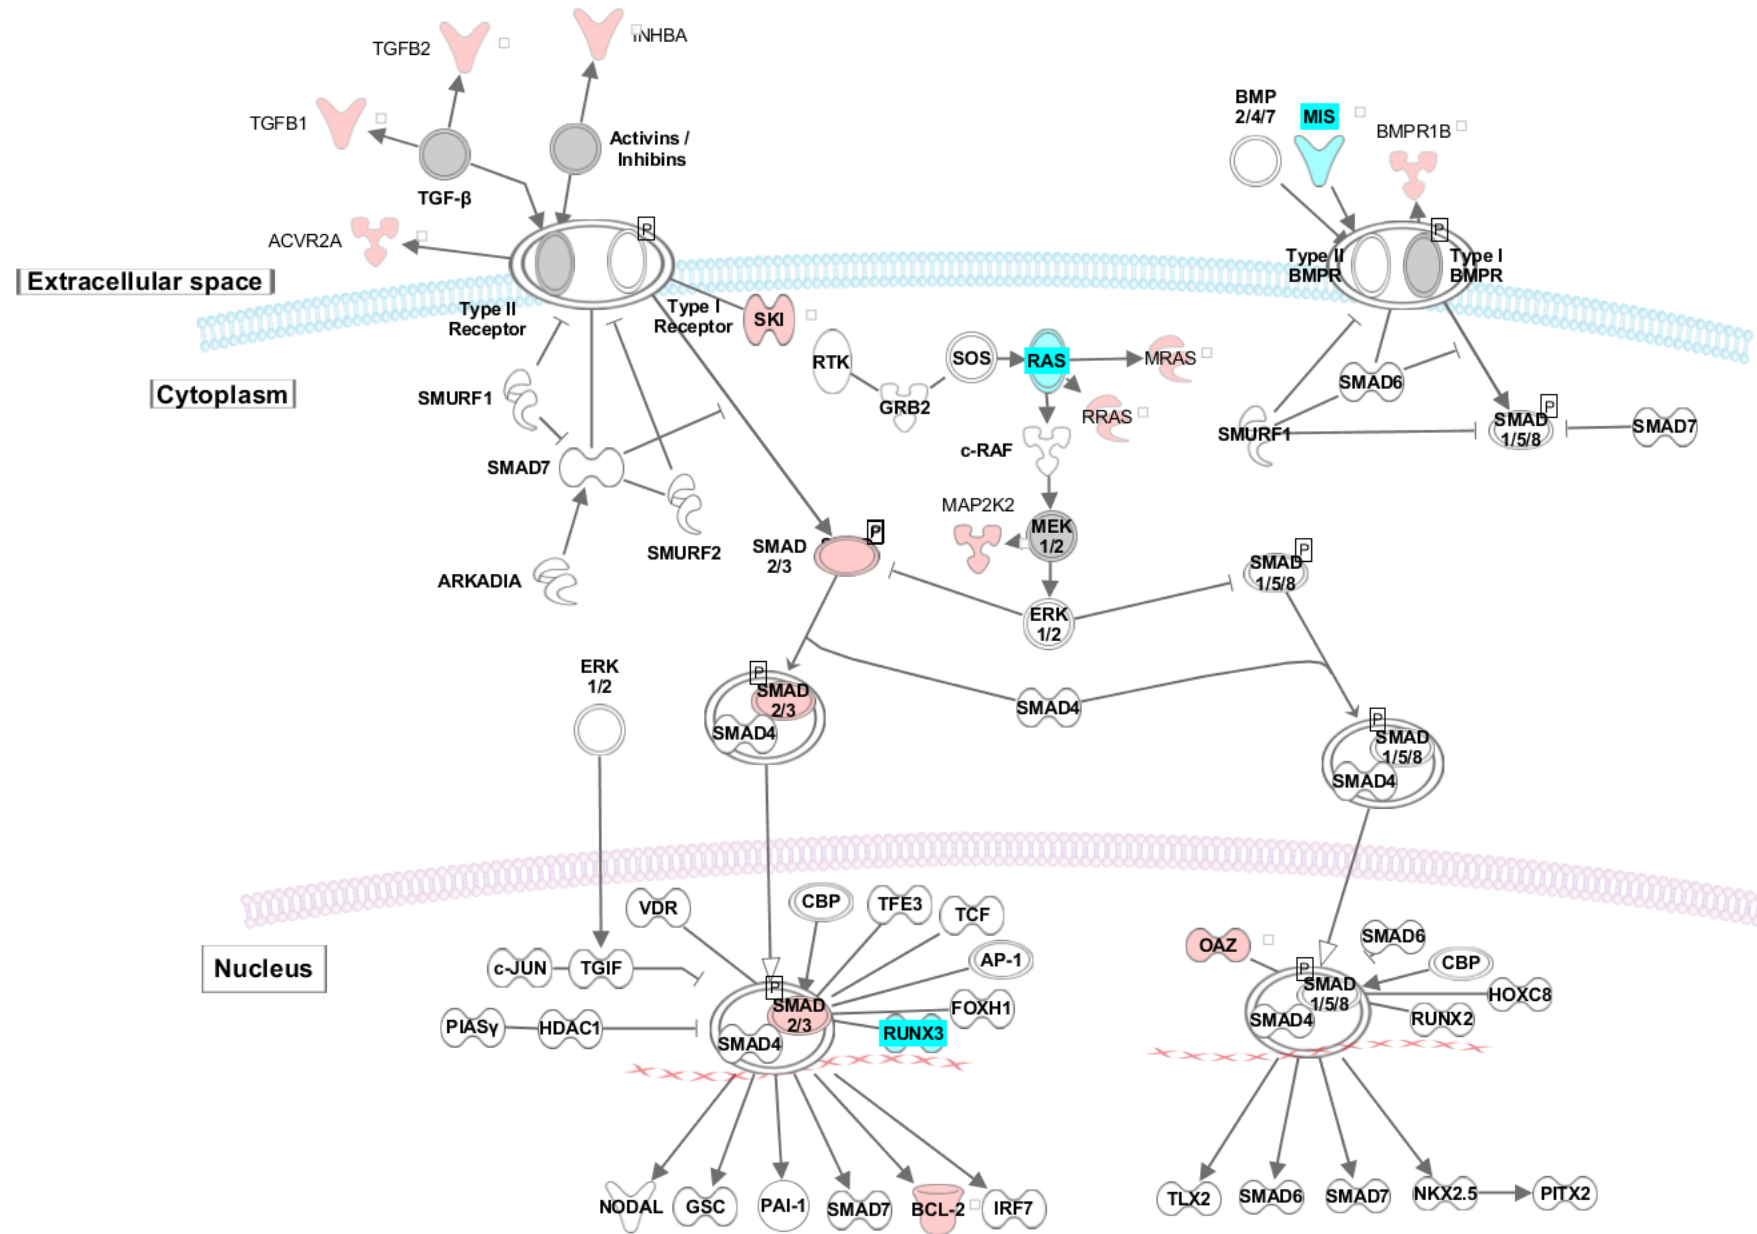 TGFB2
INHBA
TGFB1
Activins /
Inhibins
TGF-β
BMP
2/4/7
MIS
BMPR1B
ACVR2A
P
P
Extracellular space
Type II
Receptor
Type I
Receptor
SKI
Type II
BMPR
Type I
BMPR
Cytoplasm
RTK
SOS
RAS
MRAS
GRB2
RRAS
SMURF1
c-RAF
SMAD6
P
SMURF1
SMAD
1/5/8
SMAD7
SMAD7
MAP2K2
MEK
1/2
SMURF2
SMAD
2/3
P
P
SMAD
1/5/8
ARKADIA
ERK
1/2
ERK
1/2
P
SMAD
2/3
SMAD4
SMAD4
P
SMAD
1/5/8
SMAD4
VDR
CBP
TFE3
TCF
AP-1
FOXH1
RUNX3
Nucleus
c-JUN
TGIF
PIASγ
HDAC1
P
SMAD
2/3
SMAD4
OAZ
SMAD6
CBP
HOXC8
RUNX2
P
SMAD
1/5/8
SMAD4
NODAL
GSC
PAI-1
SMAD7
BCL-2
IRF7
TLX2
SMAD6
SMAD7
NKX2.5
PITX2